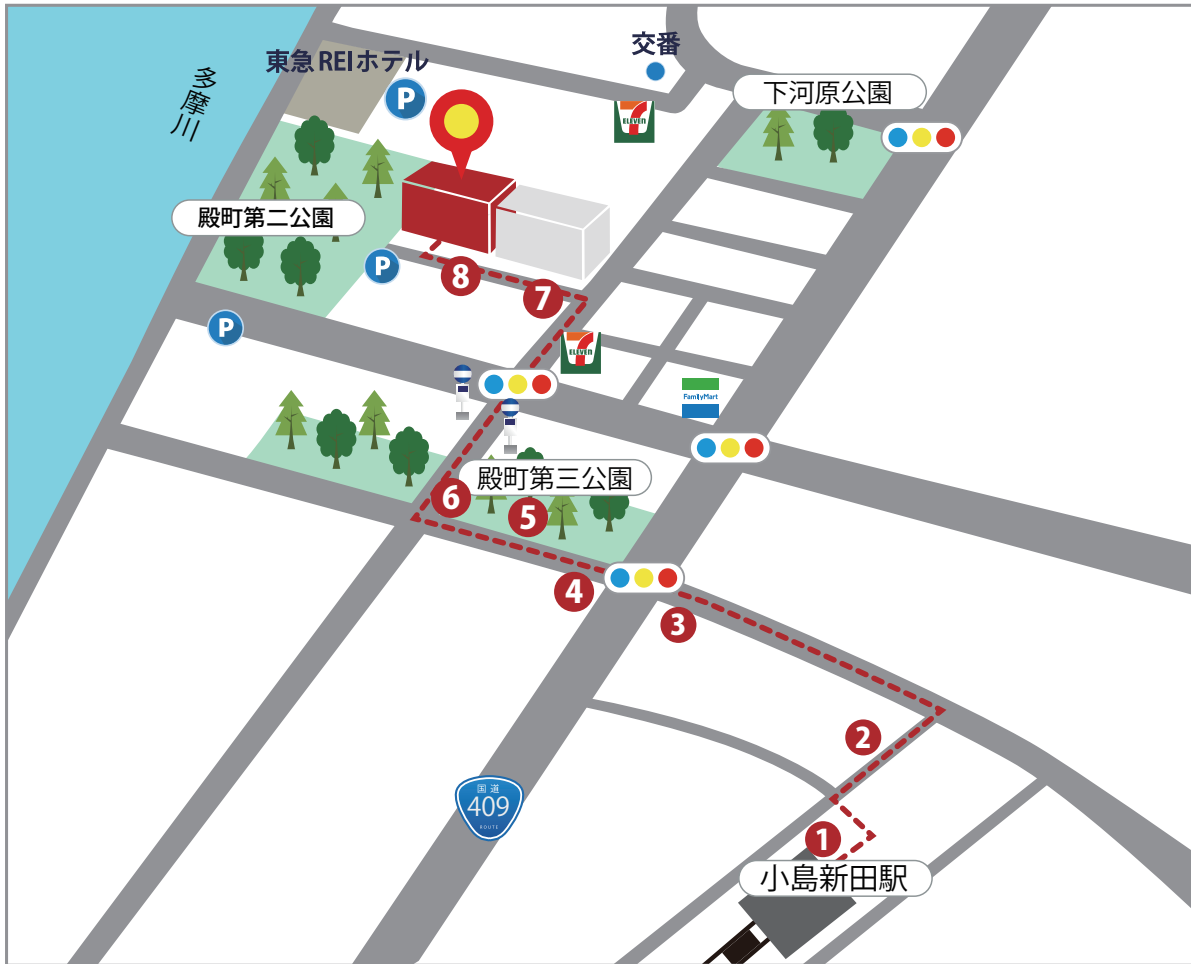 東急REIホテル
交番
多摩川
P
下河原公園
ELEVEN
殿町第二公園
P
8
7
P
ELEVEN
FamilyMart
殿町第三公園
6
5
4
3
2
国道
409
ROUTE
1
小島新田駅